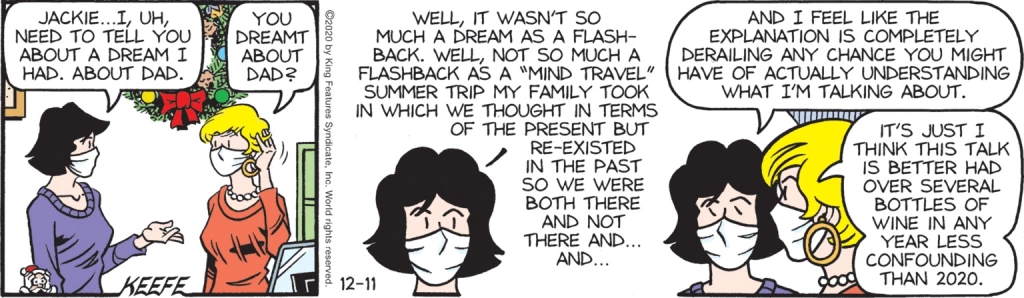 JACKIE...I, UH,
NEED TO TELL YOU
ABOUT A DREAM I
HAD. ABOUT DAD.
YOU
DREAMT
ABOUT
DAD?
KEEFE
©2020 by King Features Syndicate, Inc. World rights reserved.
12-11
WELL, IT WASN'T SO
MUCH A DREAM AS A FLASH-
BACK. WELL, NOT SO MUCH A
FLASHBACK AS A "MIND TRAVEL"
SUMMER TRIP MY FAMILY TOOK
IN WHICH WE THOUGHT IN TERMS
OF THE PRESENT BUT
RE-EXISTED
IN THE PAST
SO WE WERE
BOTH THERE
AND NOT
THERE AND...
AND...
AND I FEEL LIKE THE
EXPLANATION IS COMPLETELY
DERAILING ANY CHANCE YOU MIGHT
HAVE OF ACTUALLY UNDERSTANDING
WHAT I'M TALKING ABOUT.
IT'S JUST I
THINK THIS TALK
IS BETTER HAD
OVER SEVERAL
BOTTLES OF
WINE IN ANY
YEAR LESS
CONFOUNDING
THAN 2020.